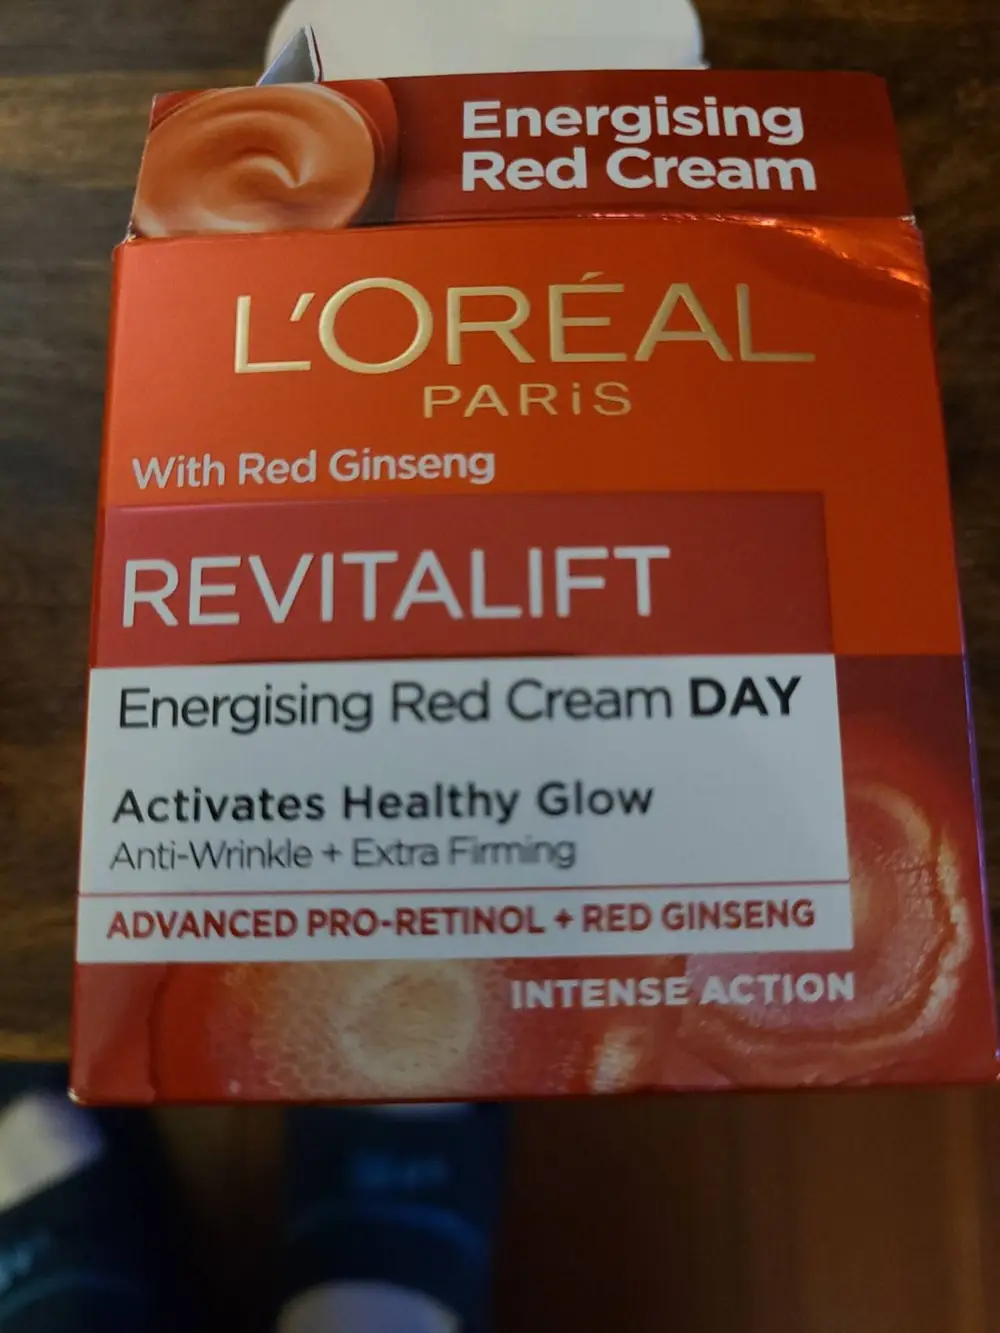 Energising
Red Cream
L'ORÉAL
PARiS
With Red Ginseng
REVITALIFT
Energising Red Cream DAY
Activates Healthy Glow
Anti-Wrinkle + Extra Firming
ADVANCED PRO-RETINOL + RED GINSENG
INTENSE ACTION